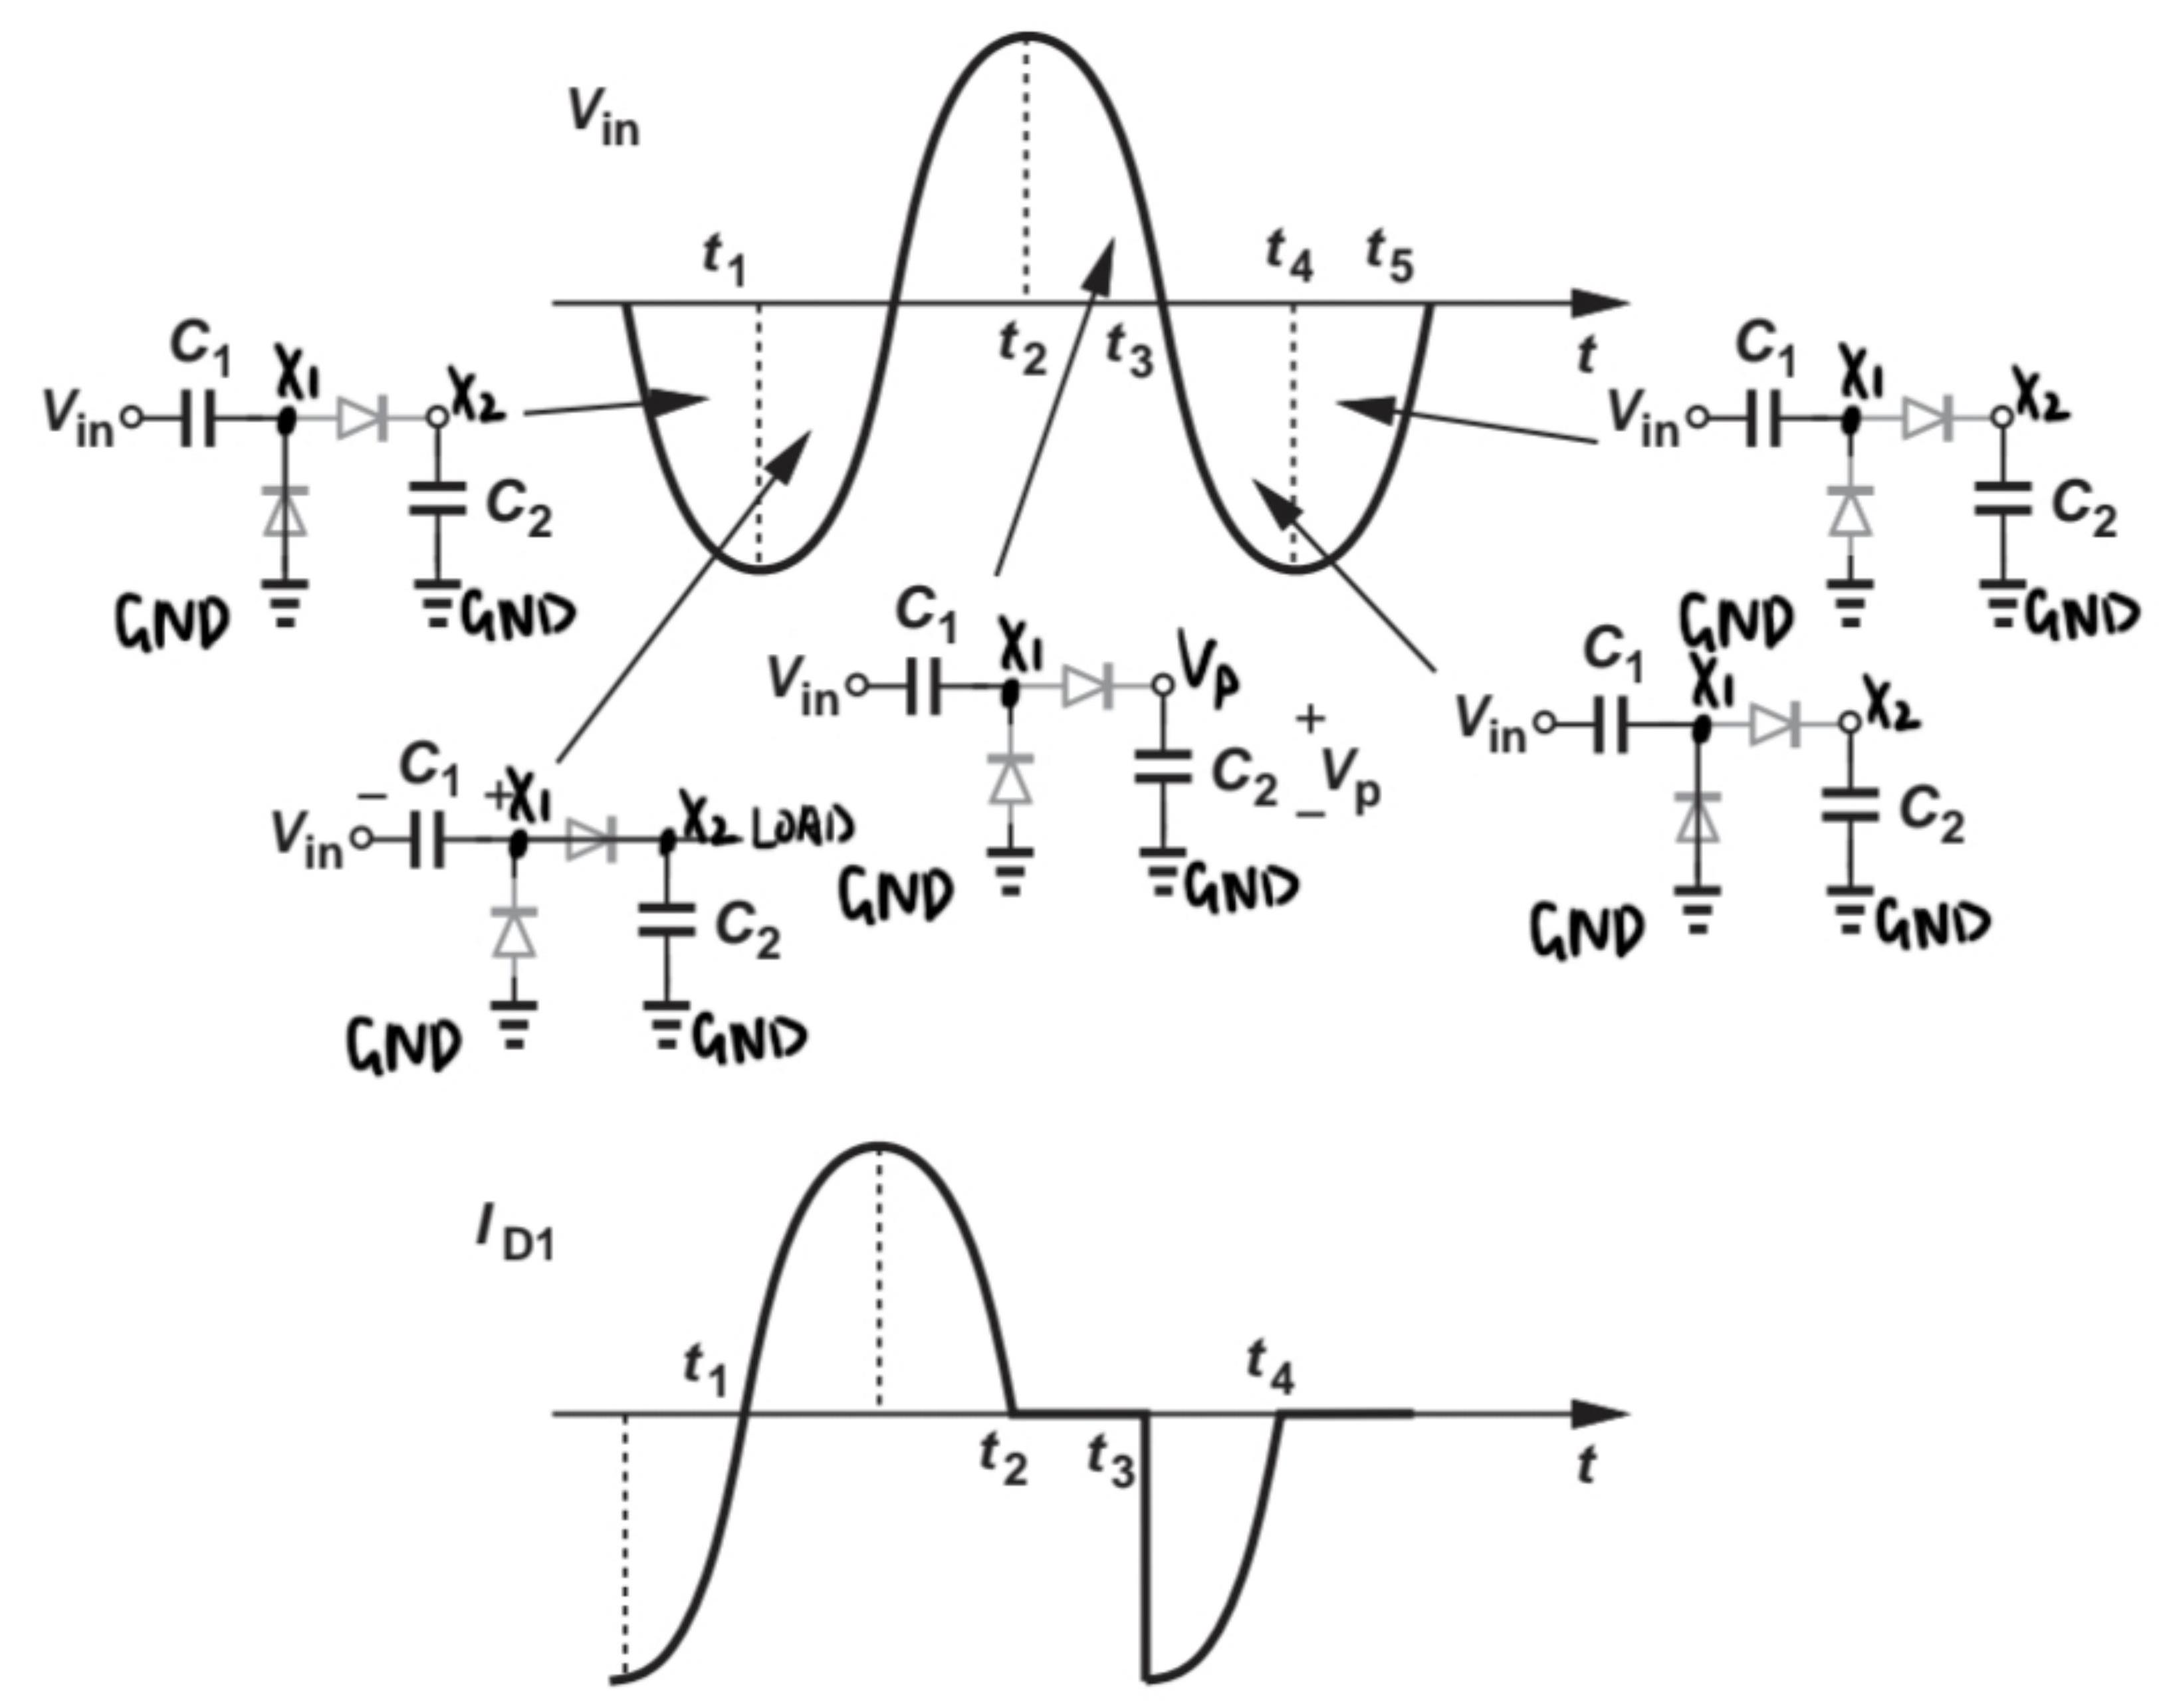 Vin
t1
t4 t5
t2 t3
t
Vin C1 X1 X2
C2
GND GND
Vin C1 X1 X2
C2
GND GND
Vin C1 X1 Vp
C2 + Vp −
GND GND
Vin C1 X1 X2
C2
GND GND
Vin − C1 + X1 X2 LOAD
C2
GND GND
ID1
t1 t4
t2 t3
t